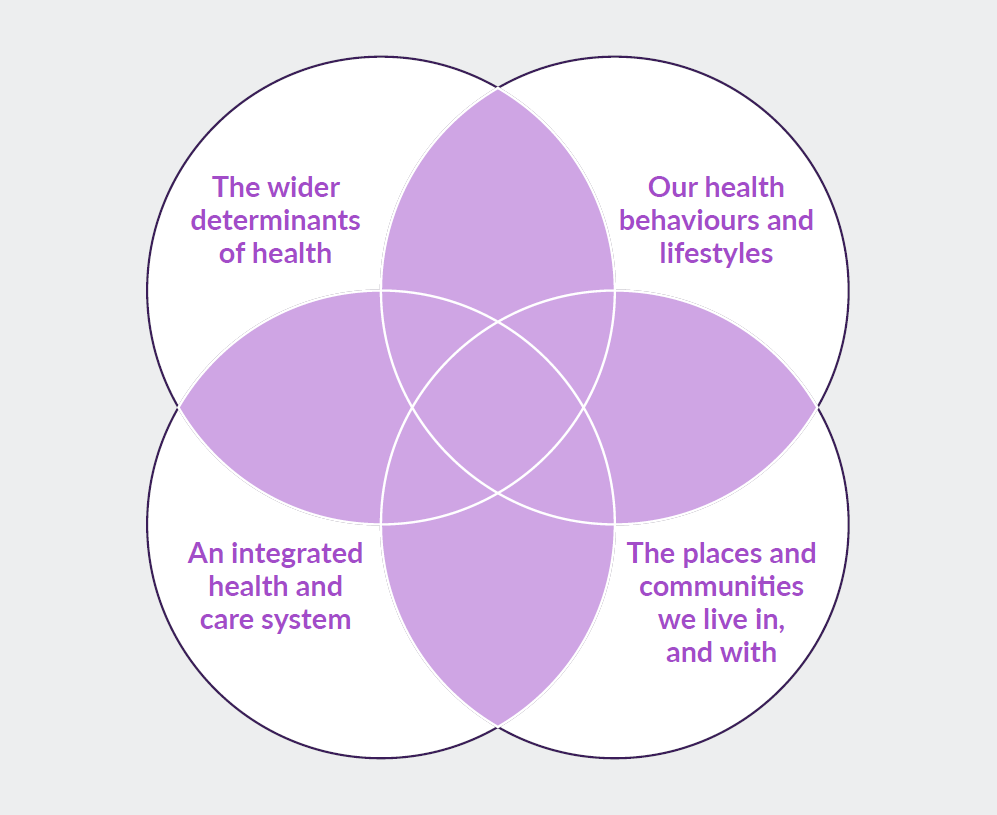 The wider
determinants
of health
Our health
behaviours and
lifestyles
An integrated
health and
care system
The places and
communities
we live in,
and with